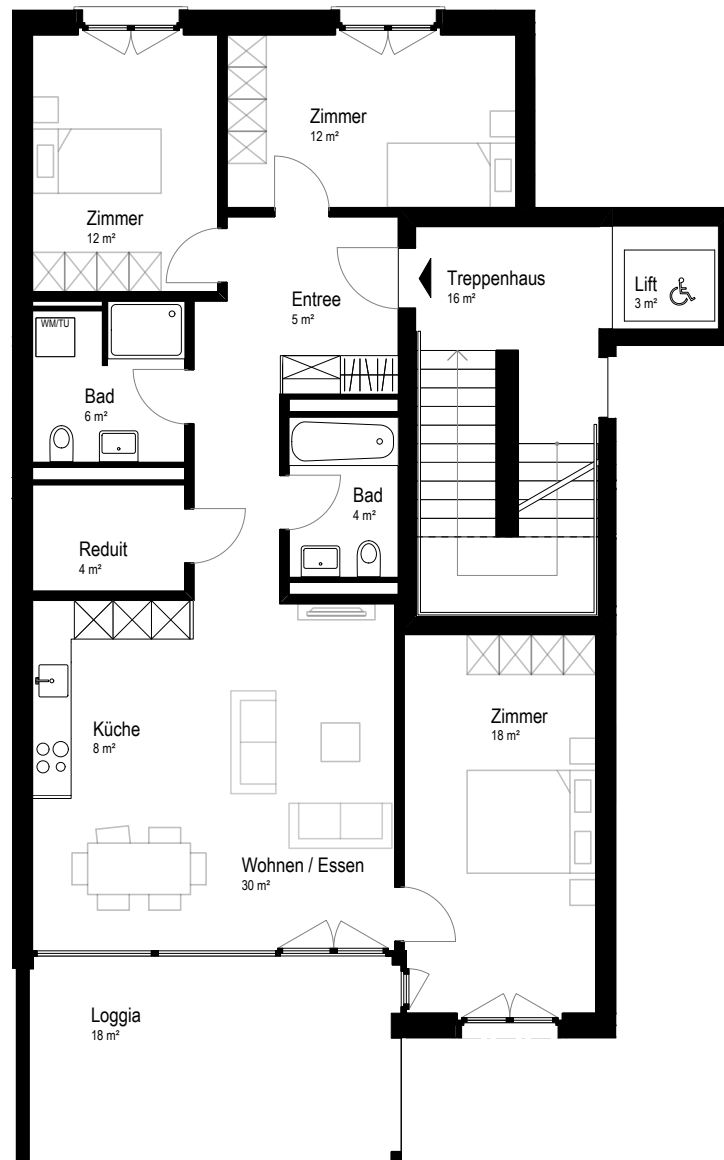 Zimmer
12 m²
Zimmer
12 m²
Treppenhaus
16 m²
Lift
3 m²
Entree
5 m²
WM/TU
Bad
6 m²
Bad
4 m²
Reduit
4 m²
Küche
8 m²
Zimmer
18 m²
Wohnen / Essen
30 m²
Loggia
18 m²